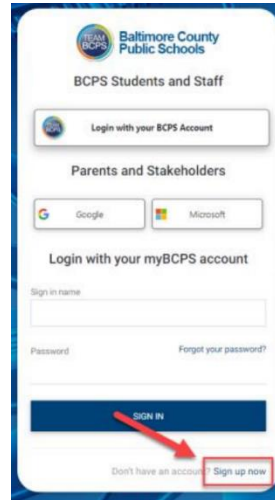 TEAM
BCPS
Baltimore County
Public Schools
BCPS Students and Staff
TEAM
BCPS
Login with your BCPS Account
Parents and Stakeholders
Google
Microsoft
Login with your myBCPS account
Sign in name
Password
Forgot your password?
SIGN IN
Don't have an account? Sign up now